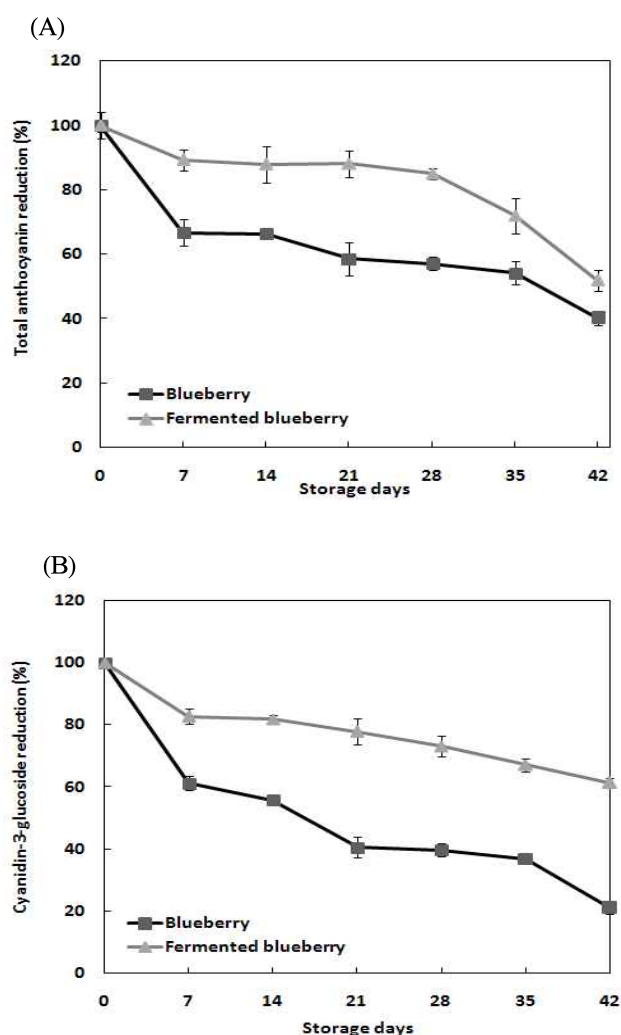 (A)
120
100
80
60
40
20
0
Total anthocyanin reduction (%)
Blueberry
Fermented blueberry
0 7 14 21 28 35 42
Storage days
(B)
120
100
80
60
40
20
0
Cyanidin-3-glucoside reduction (%)
Blueberry
Fermented blueberry
0 7 14 21 28 35 42
Storage days